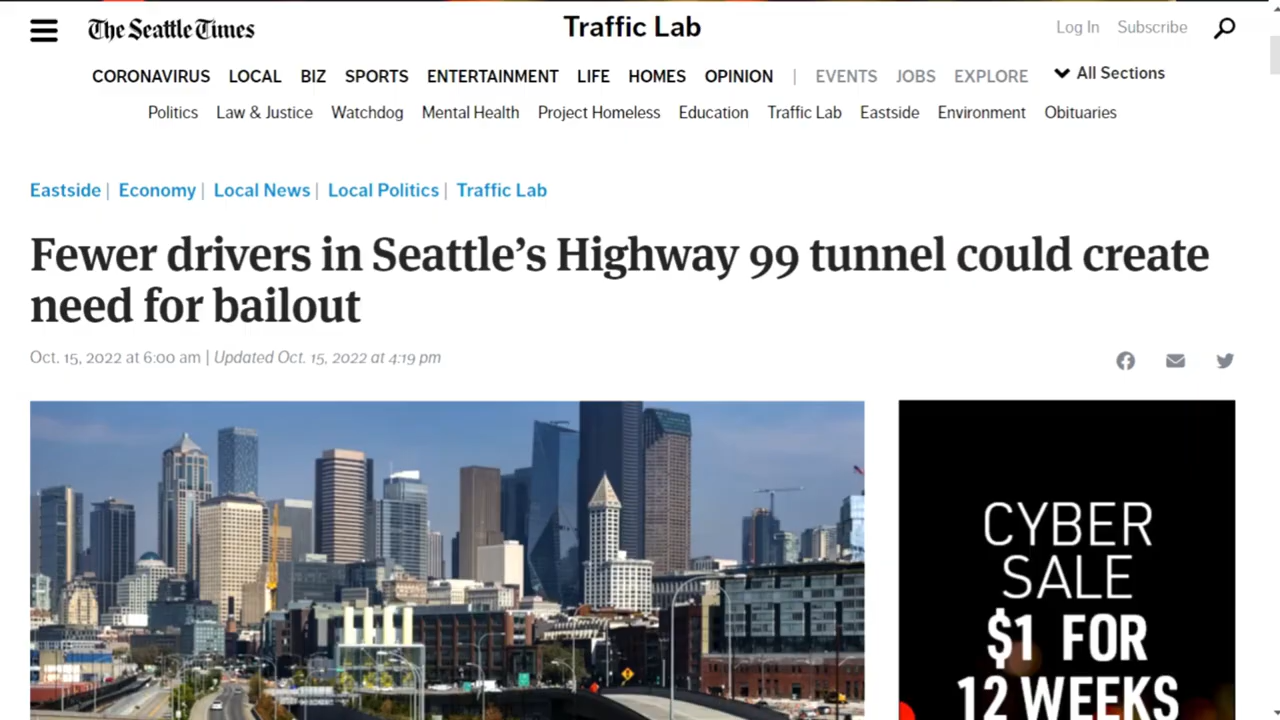 The Seattle Times
Traffic Lab
Log In Subscribe
CORONAVIRUS LOCAL BIZ SPORTS ENTERTAINMENT LIFE HOMES OPINION | EVENTS JOBS EXPLORE All Sections
Politics Law & Justice Watchdog Mental Health Project Homeless Education Traffic Lab Eastside Environment Obituaries
Eastside | Economy | Local News | Local Politics | Traffic Lab
Fewer drivers in Seattle’s Highway 99 tunnel could create
need for bailout
Oct. 15, 2022 at 6:00 am | Updated Oct. 15, 2022 at 4:19 pm
CYBER
SALE
$1 FOR
12 WEEKS